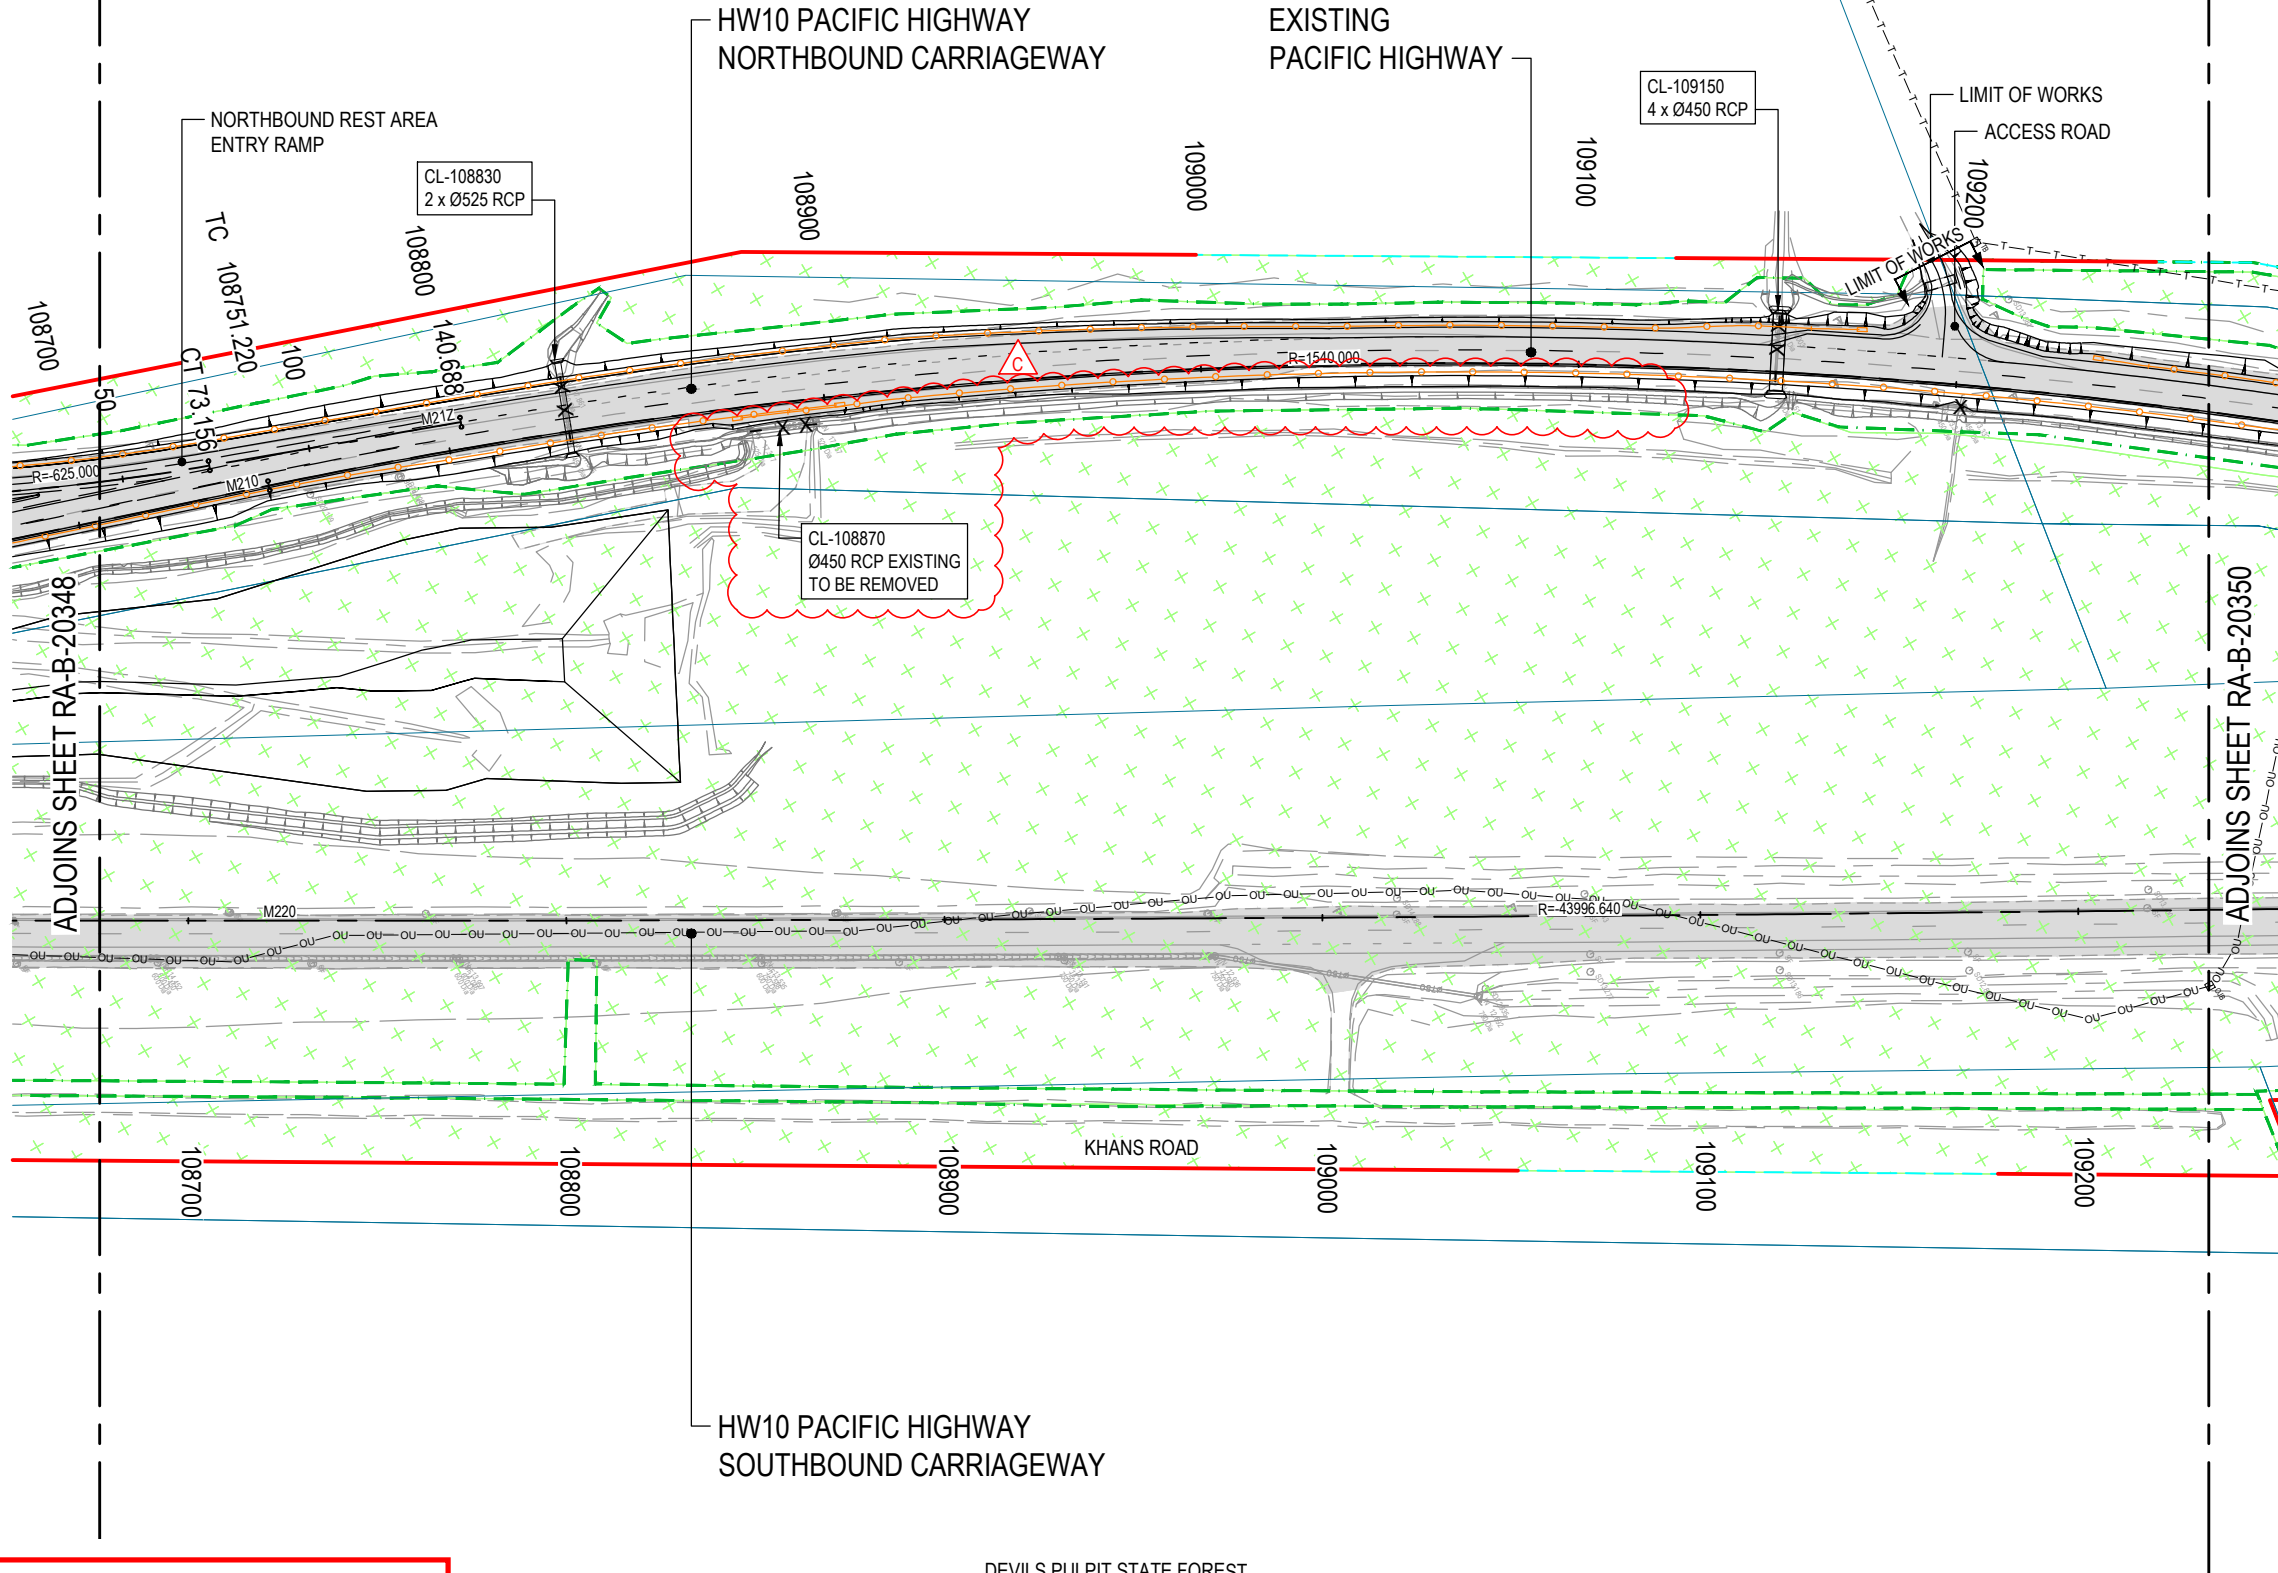 HW10 PACIFIC HIGHWAY
NORTHBOUND CARRIAGEWAY
EXISTING
PACIFIC HIGHWAY
CL-109150
4 x Ø450 RCP
LIMIT OF WORKS
ACCESS ROAD
NORTHBOUND REST AREA
ENTRY RAMP
CL-108830
2 x Ø525 RCP
108700
TC 108751.220
108800
108900
109000
109100
109200
LIMIT OF WORKS
50
CT 73.156
100
140.688
M21Z
M210
R=-625.000
R=1540.000
C
CL-108870
Ø450 RCP EXISTING
TO BE REMOVED
ADJOINS SHEET RA-B-20348
ADJOINS SHEET RA-B-20350
M220
R=-43996.640
KHANS ROAD
108700
108800
108900
109000
109100
109200
HW10 PACIFIC HIGHWAY
SOUTHBOUND CARRIAGEWAY
DEVILS PULPIT STATE FOREST